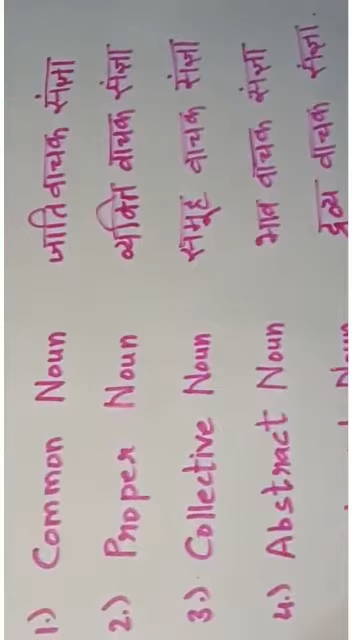 1.) Common Noun जाति वाचक संज्ञा
2.) Proper Noun व्यक्ति वाचक संज्ञा
3.) Collective Noun समूह वाचक संज्ञा
4.) Abstract Noun भाव वाचक संज्ञा
द्रव्य वाचक संज्ञा.